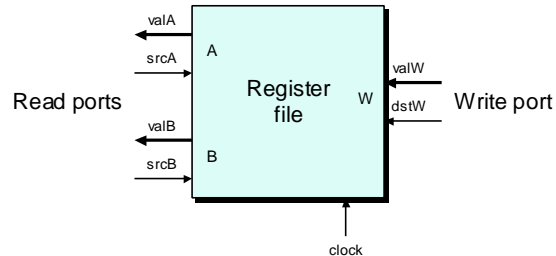 valA
srcA
A
Read ports
valB
srcB
B
Register
file
W
valW
dstW
Write port
clock